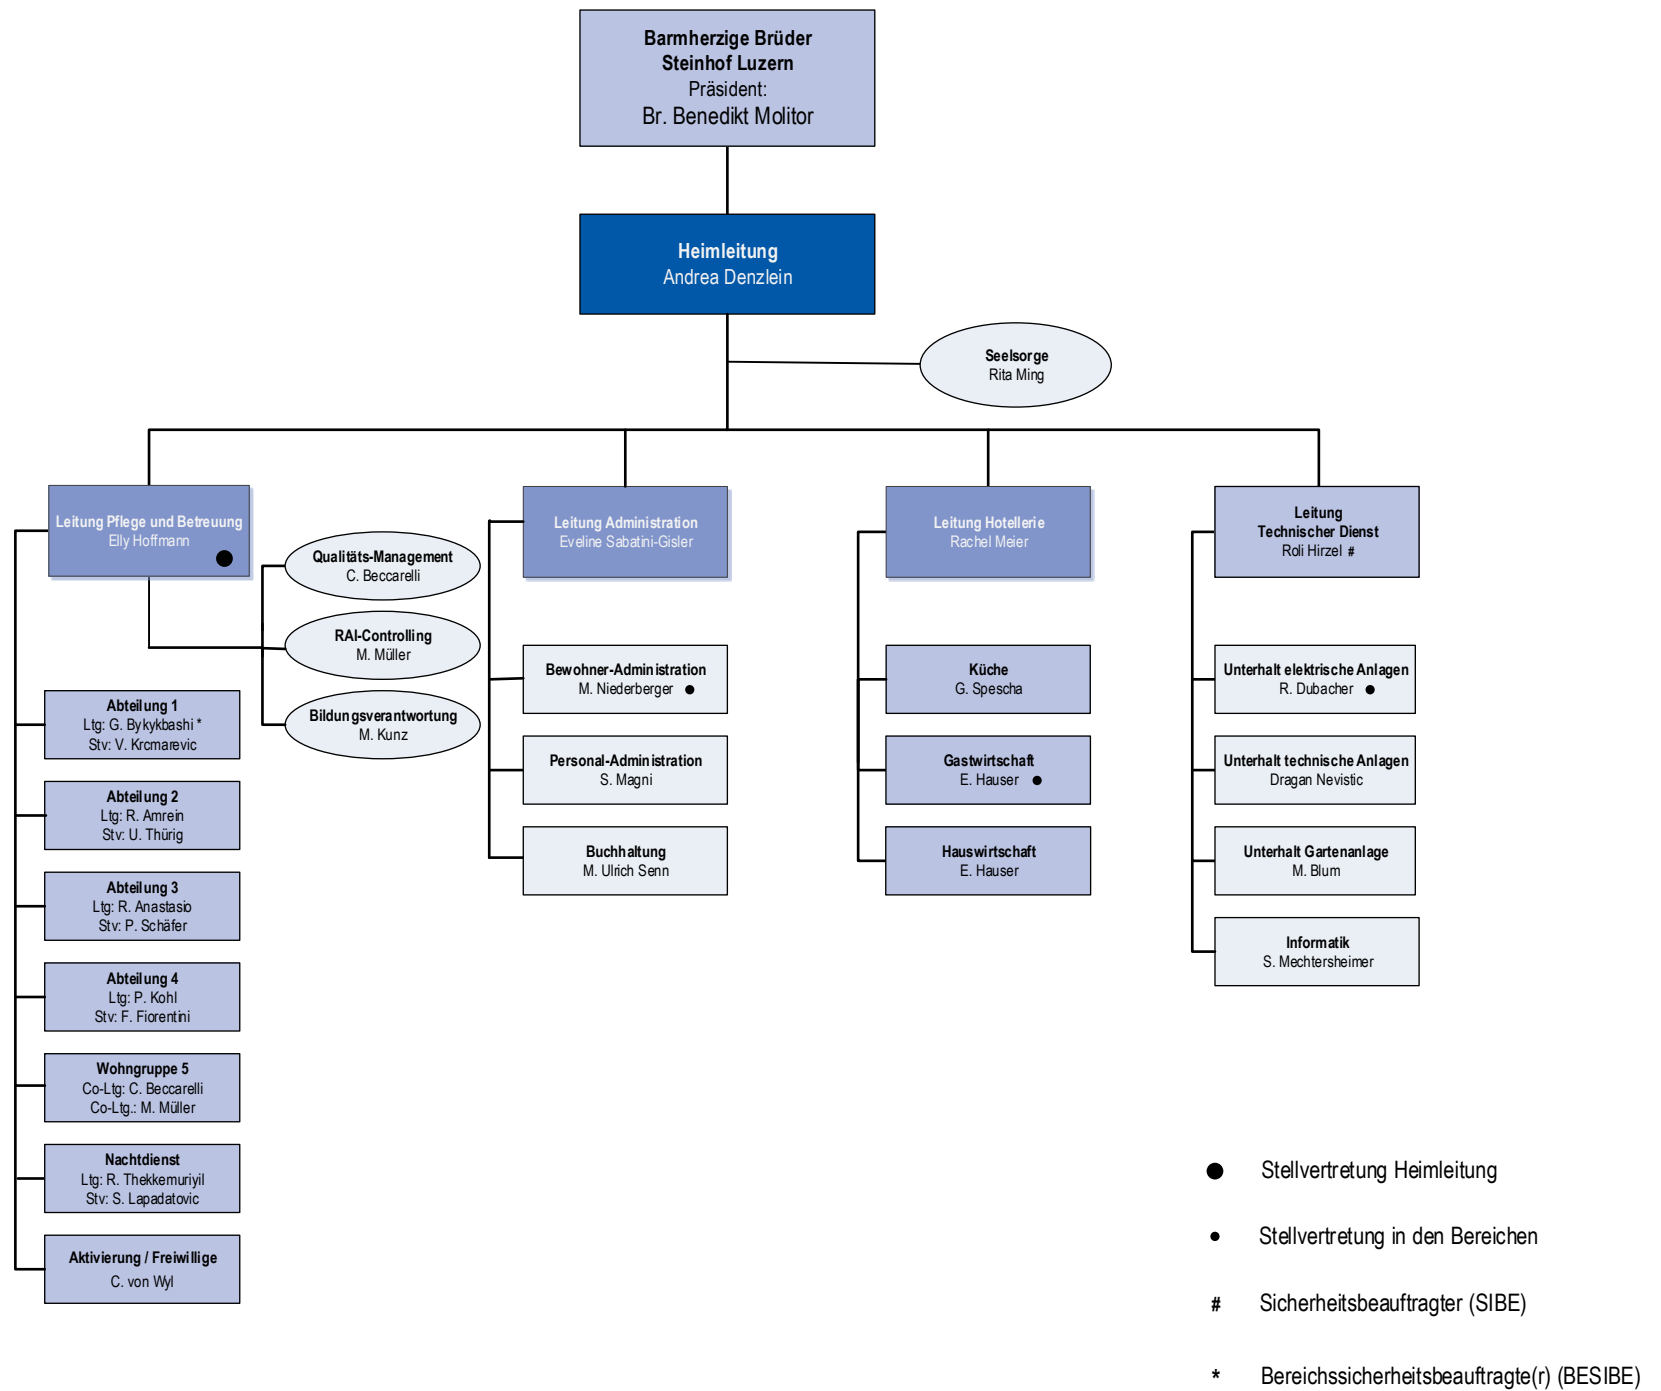 Barmherzige Brüder
Steinhof Luzern
Präsident:
Br. Benedikt Molitor
Heimleitung
Andrea Denzlein
Seelsorge
Rita Ming
Leitung Pflege und Betreuung
Elly Hoffmann
Qualitäts-Management
C. Beccarelli
RAI-Controlling
M. Müller
Bildungsverantwortung
M. Kunz
Abteilung 1
Ltg: G. Bykykbashi *
Stv: V. Krcmarevic
Abteilung 2
Ltg: R. Amrein
Stv: U. Thürig
Abteilung 3
Ltg: R. Anastasio
Stv: P. Schäfer
Abteilung 4
Ltg: P. Kohl
Stv: F. Fiorentini
Wohngruppe 5
Co-Ltg: C. Beccarelli
Co-Ltg.: M. Müller
Nachtdienst
Ltg: R. Thekkemuriyil
Stv: S. Lapadatovic
Aktivierung / Freiwillige
C. von Wyl
Leitung Administration
Eveline Sabatini-Gisler
Bewohner-Administration
M. Niederberger ●
Personal-Administration
S. Magni
Buchhaltung
M. Ulrich Senn
Leitung Hotellerie
Rachel Meier
Küche
G. Spescha
Gastwirtschaft
E. Hauser ●
Hauswirtschaft
E. Hauser
Leitung
Technischer Dienst
Roli Hirzel #
Unterhalt elektrische Anlagen
R. Dubacher ●
Unterhalt technische Anlagen
Dragan Nevistic
Unterhalt Gartenanlage
M. Blum
Informatik
S. Mechtersheimer
● Stellvertretung Heimleitung
● Stellvertretung in den Bereichen
# Sicherheitsbeauftragter (SIBE)
* Bereichssicherheitsbeauftragte(r) (BESIBE)